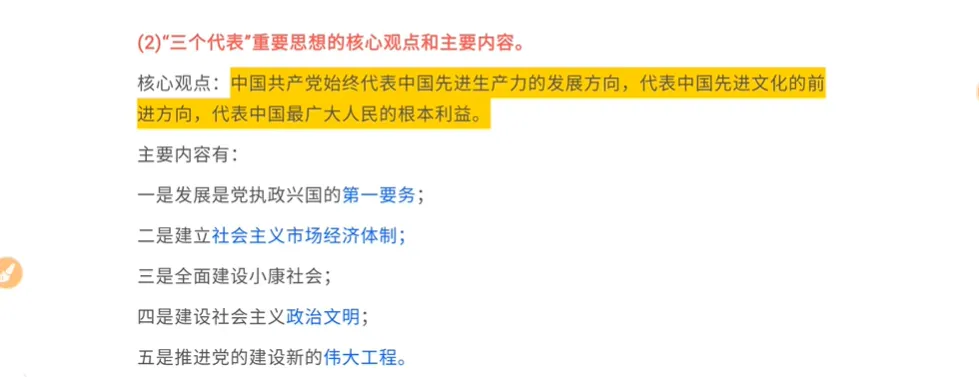 (2)“三个代表”重要思想的核心观点和主要内容。
核心观点：中国共产党始终代表中国先进生产力的发展方向，代表中国先进文化的前
进方向，代表中国最广大人民的根本利益。
主要内容有：
一是发展是党执政兴国的第一要务；
二是建立社会主义市场经济体制；
三是全面建设小康社会；
四是建设社会主义政治文明；
五是推进党的建设新的伟大工程。